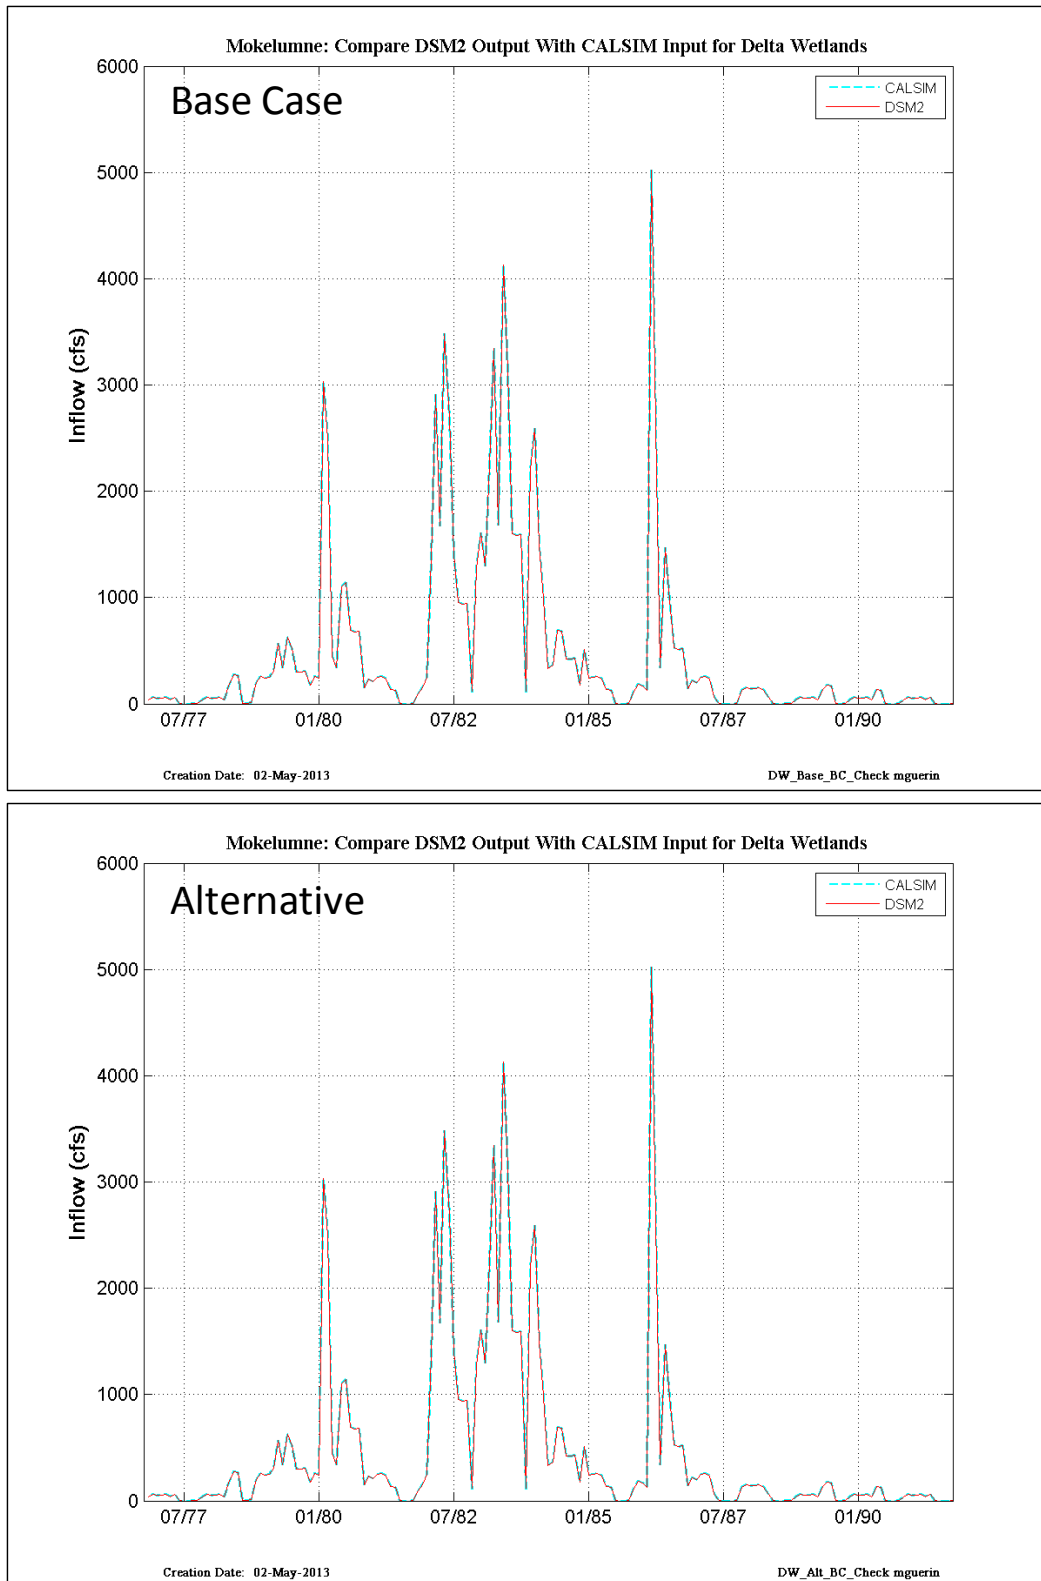 Mokelumne: Compare DSM2 Output With CALSIM Input for Delta Wetlands
6000
Base Case
CALSIM
DSM2
5000
4000
3000
2000
1000
0
Inflow (cfs)
07/77 01/80 07/82 01/85 07/87 01/90
Creation Date: 02-May-2013 DW_Base_BC_Check mguerin
Mokelumne: Compare DSM2 Output With CALSIM Input for Delta Wetlands
6000
Alternative
CALSIM
DSM2
5000
4000
3000
2000
1000
0
Inflow (cfs)
07/77 01/80 07/82 01/85 07/87 01/90
Creation Date: 02-May-2013 DW_Alt_BC_Check mguerin